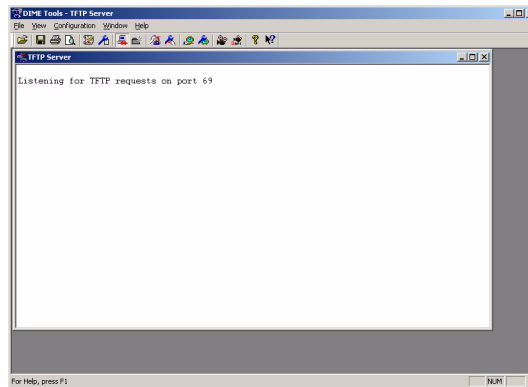 DIME Tools - TFTP Server
File View Configuration Window Help
TFTP Server
Listening for TFTP requests on port 69
For Help, press F1
NUM